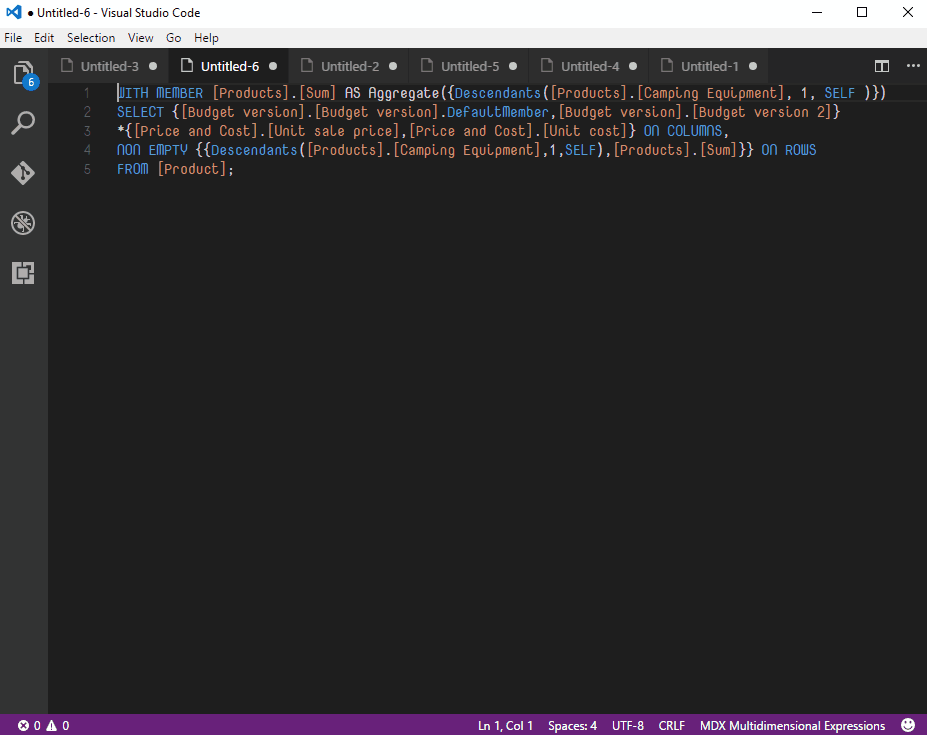 ● Untitled-6 - Visual Studio Code
File Edit Selection View Go Help
6
Untitled-3 ● Untitled-6 ● Untitled-2 ● Untitled-5 ● Untitled-4 ● Untitled-1 ●
1 WITH MEMBER [Products].[Sum] AS Aggregate({Descendants([Products].[Camping Equipment], 1, SELF )})
2 SELECT {[Budget version].[Budget version].DefaultMember,[Budget version].[Budget version 2]}
3 *{[Price and Cost].[Unit sale price],[Price and Cost].[Unit cost]} ON COLUMNS,
4 NON EMPTY {{Descendants([Products].[Camping Equipment],1,SELF),[Products].[Sum]}} ON ROWS
5 FROM [Product];
0 0 Ln 1, Col 1 Spaces: 4 UTF-8 CRLF MDX Multidimensional Expressions